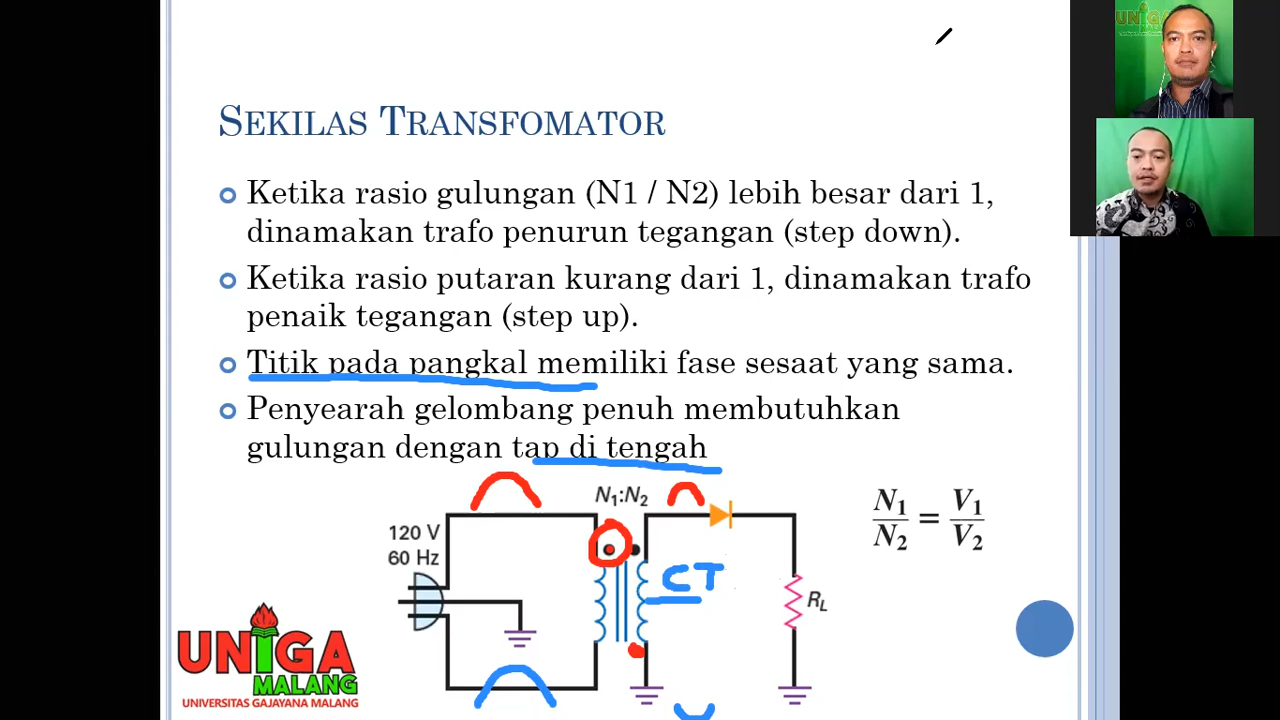 UNIGA
SEKILAS TRANSFOMATOR
Ketika rasio gulungan (N1 / N2) lebih besar dari 1,
dinamakan trafo penurun tegangan (step down).
Ketika rasio putaran kurang dari 1, dinamakan trafo
penaik tegangan (step up).
Titik pada pangkal memiliki fase sesaat yang sama.
Penyearah gelombang penuh membutuhkan
gulungan dengan tap di tengah
N1:N2
120 V
60 Hz
CT
RL
N1/N2 = V1/V2
UNIGA
MALANG
UNIVERSITAS GAJAYANA MALANG